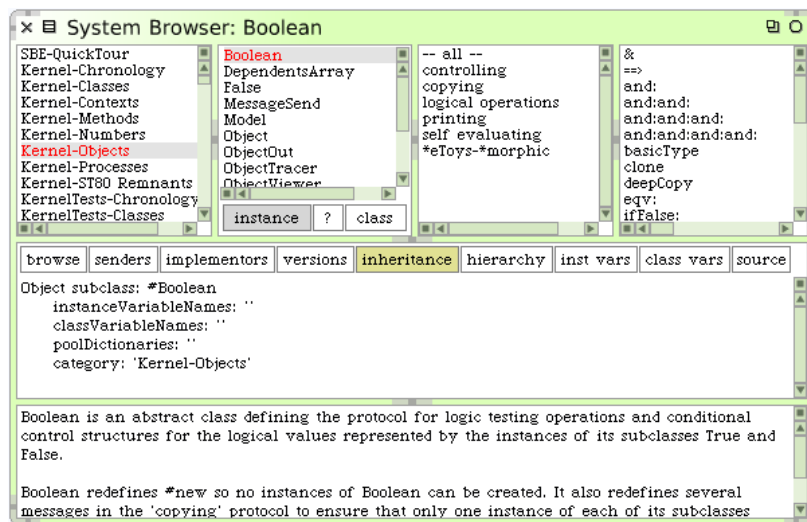 System Browser: Boolean
SBE-QuickTour
Kernel-Chronology
Kernel-Classes
Kernel-Contexts
Kernel-Methods
Kernel-Numbers
Kernel-Objects
Kernel-Processes
Kernel-ST80 Remnants
KernelTests-Chronology
KernelTests-Classes
Boolean
DependentsArray
False
MessageSend
Model
Object
ObjectOut
ObjectTracer
ObjectViewer
instance ? class
-- all --
controlling
copying
logical operations
printing
self evaluating
*eToys-*morphic
&
==>
and:
and:and:
and:and:and:
and:and:and:and:
basicType
clone
deepCopy
eqv:
ifFalse:
browse senders implementors versions inheritance hierarchy inst vars class vars source
Object subclass: #Boolean
instanceVariableNames: ''
classVariableNames: ''
poolDictionaries: ''
category: 'Kernel-Objects'
Boolean is an abstract class defining the protocol for logic testing operations and conditional
control structures for the logical values represented by the instances of its subclasses True and
False.
Boolean redefines #new so no instances of Boolean can be created. It also redefines several
messages in the 'copying' protocol to ensure that only one instance of each of its subclasses